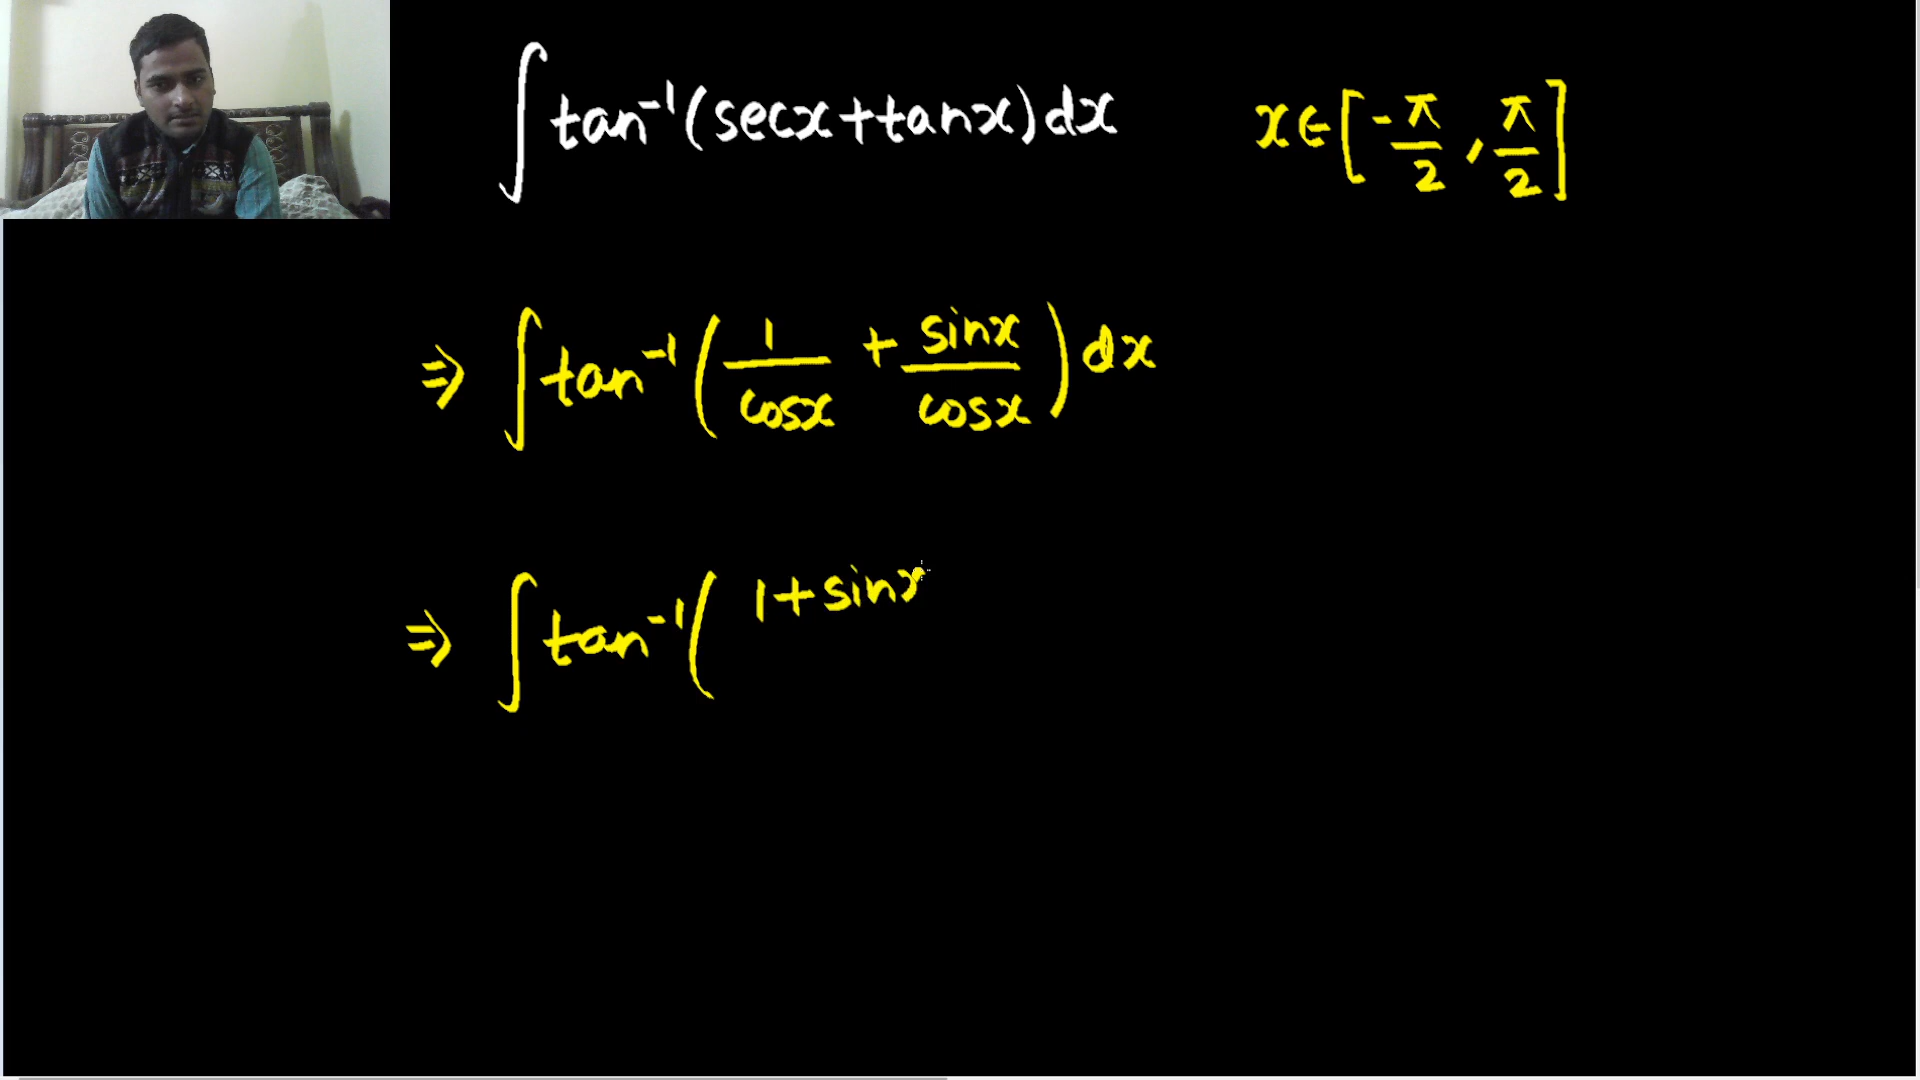 ∫ tan⁻¹(secx+tanx)dx x∈[-π/2, π/2]
⇒ ∫ tan⁻¹(1/cosx + sinx/cosx)dx
⇒ ∫ tan⁻¹( 1+sinx